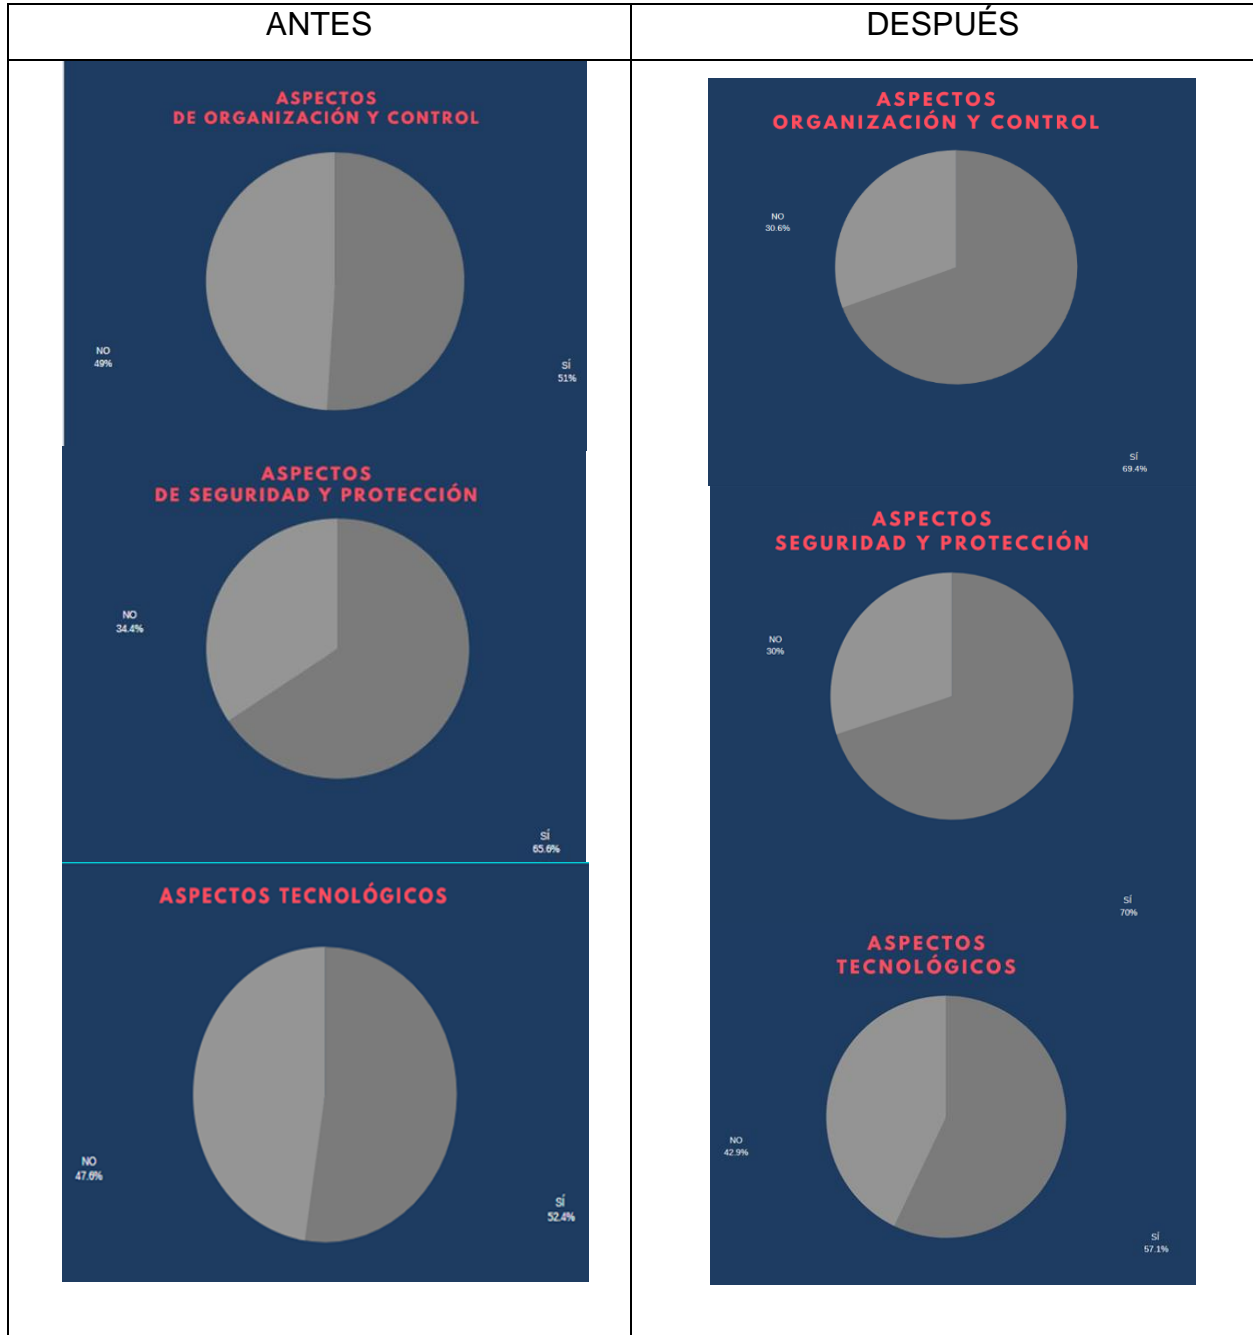 ANTES
DESPUÉS
ASPECTOS
DE ORGANIZACIÓN Y CONTROL
NO
49%
SÍ
51%
ASPECTOS
DE SEGURIDAD Y PROTECCIÓN
NO
34.4%
SÍ
65.6%
ASPECTOS TECNOLÓGICOS
NO
47.6%
SÍ
52.4%
ASPECTOS
ORGANIZACIÓN Y CONTROL
NO
30.6%
SÍ
69.4%
ASPECTOS
SEGURIDAD Y PROTECCIÓN
NO
30%
SÍ
70%
ASPECTOS
TECNOLÓGICOS
NO
42.9%
SÍ
57.1%